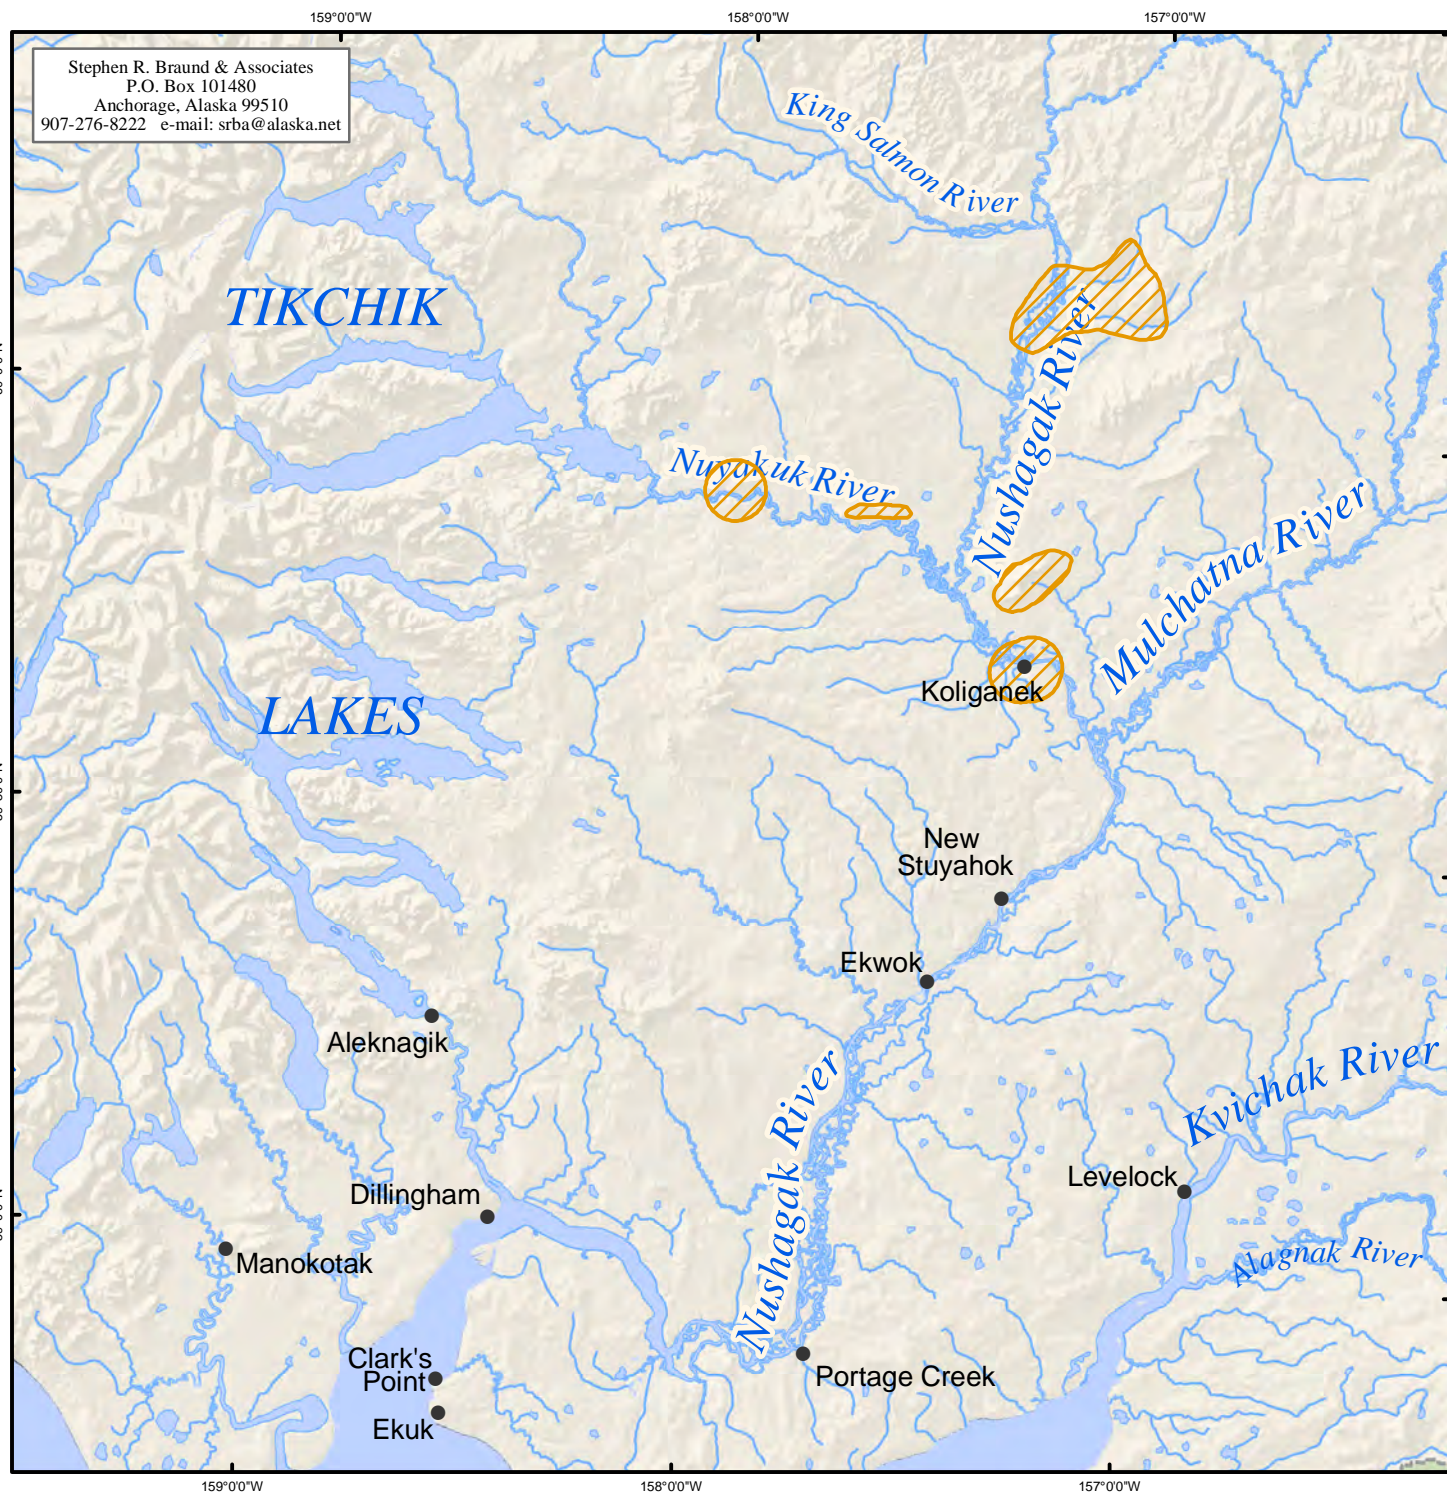 159°0'0"W
158°0'0"W
157°0'0"W
Stephen R. Braund & Associates
P.O. Box 101480
Anchorage, Alaska 99510
907-276-8222 e-mail: srba@alaska.net
King Salmon River
TIKCHIK
Nushagak River
Nuyakuk River
Mulchatna River
Koliganek
LAKES
New
Stuyahok
Ekwok
Aleknagik
Kvichak River
Nushagak River
Levelock
Dillingham
Manokotak
Alagnak River
Clark's
Point
Portage Creek
Ekuk
159°0'0"W
158°0'0"W
157°0'0"W